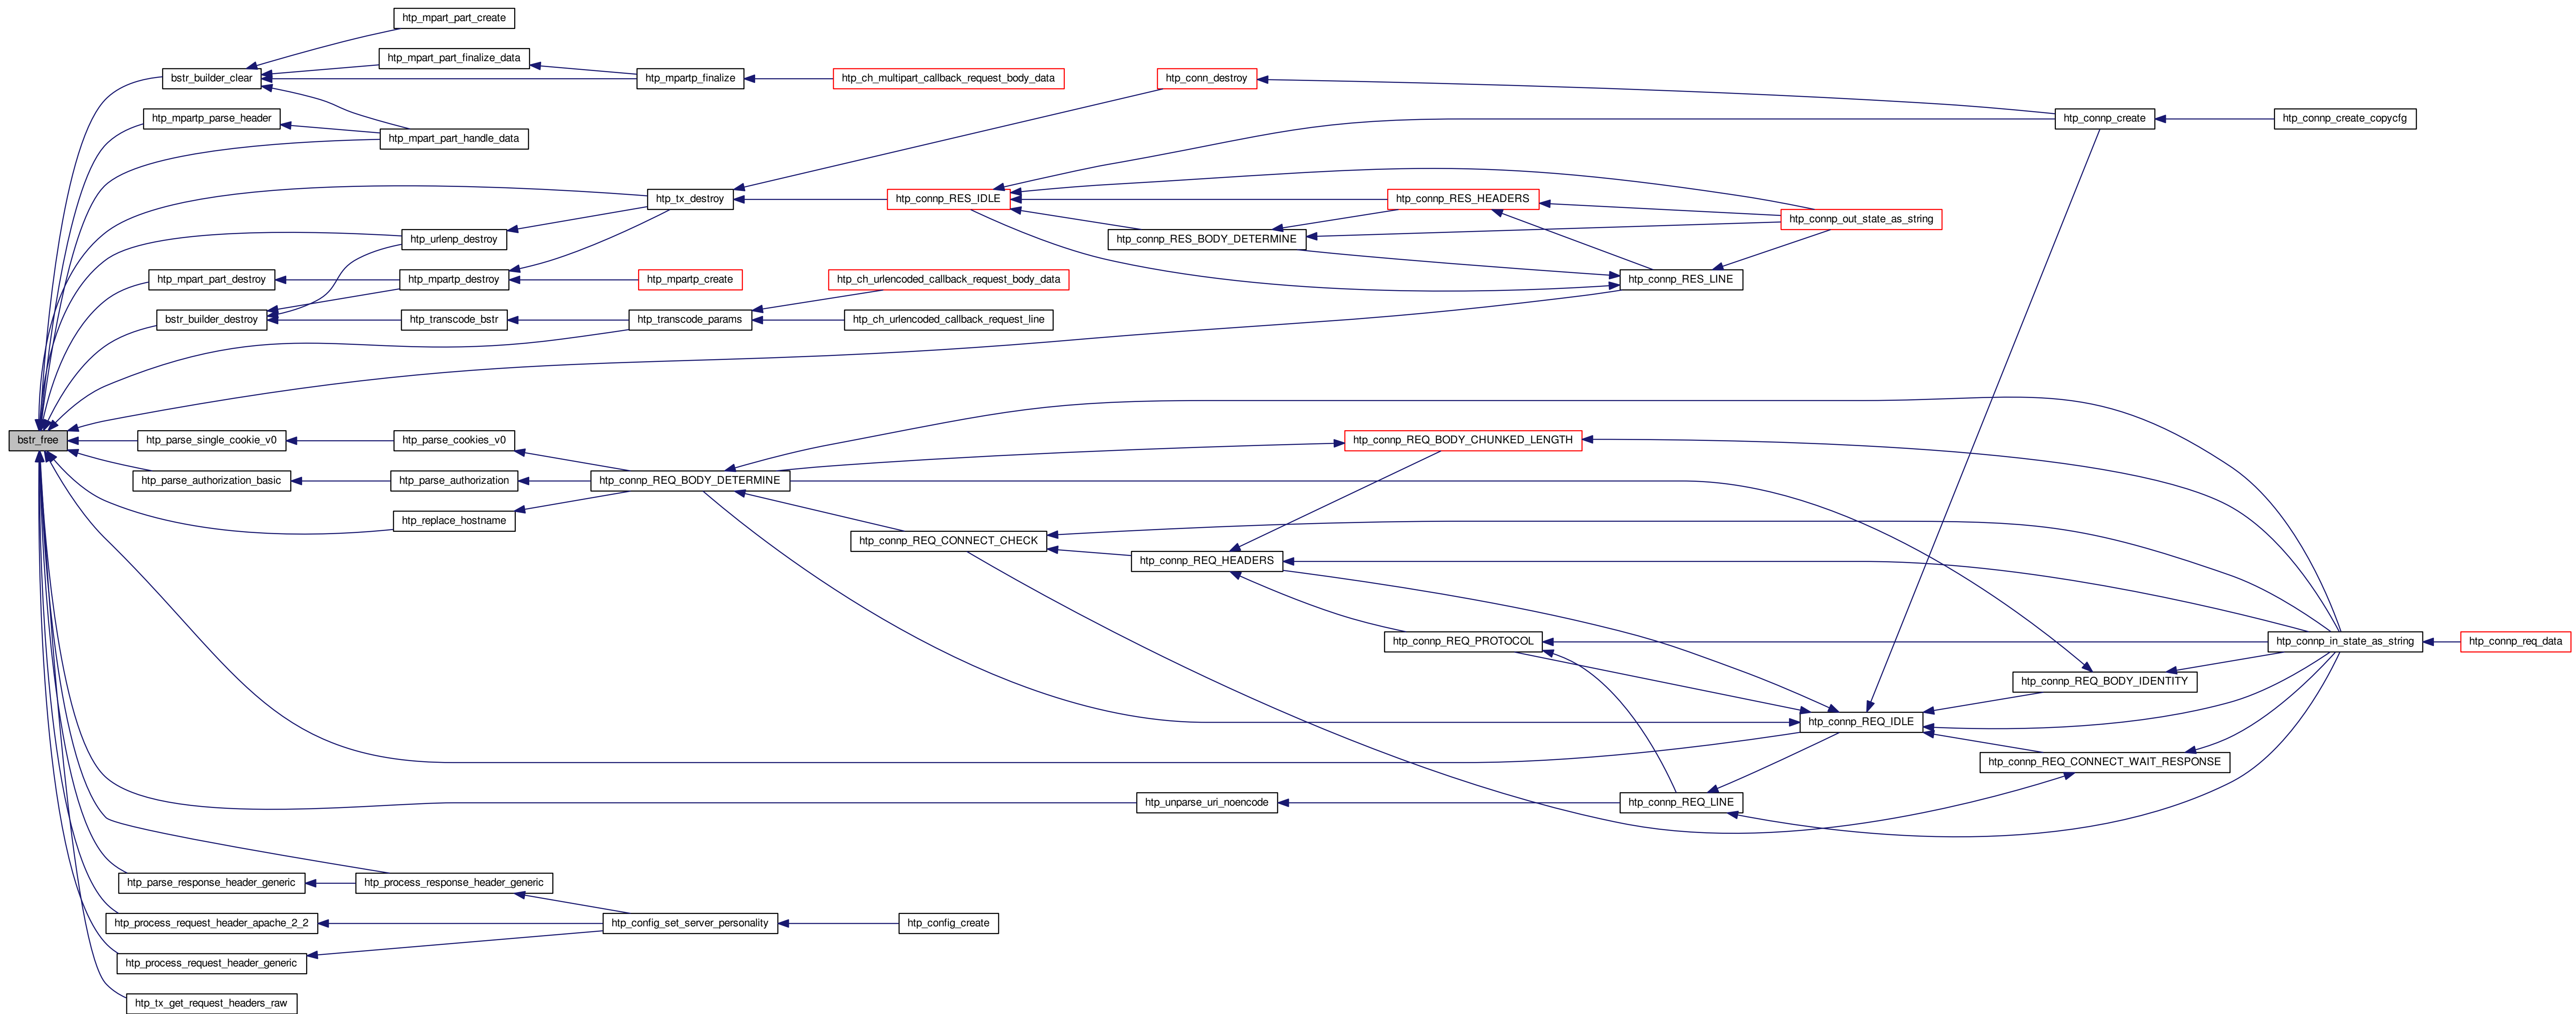 htp_mpart_part_create
htp_mpart_part_finalize_data
bstr_builder_clear
htp_mpartp_finalize
htp_ch_multipart_callback_request_body_data
htp_conn_destroy
htp_mpartp_parse_header
htp_connp_create
htp_connp_create_copycfg
htp_mpart_part_handle_data
htp_tx_destroy
htp_connp_RES_IDLE
htp_connp_RES_HEADERS
htp_connp_out_state_as_string
htp_urlenp_destroy
htp_connp_RES_BODY_DETERMINE
htp_mpart_part_destroy
htp_mpartp_destroy
htp_mpartp_create
htp_ch_urlencoded_callback_request_body_data
htp_connp_RES_LINE
bstr_builder_destroy
htp_transcode_bstr
htp_transcode_params
htp_ch_urlencoded_callback_request_line
bstr_free
htp_parse_single_cookie_v0
htp_parse_cookies_v0
htp_connp_REQ_BODY_CHUNKED_LENGTH
htp_parse_authorization_basic
htp_parse_authorization
htp_connp_REQ_BODY_DETERMINE
htp_replace_hostname
htp_connp_REQ_CONNECT_CHECK
htp_connp_REQ_HEADERS
htp_connp_REQ_PROTOCOL
htp_connp_in_state_as_string
htp_connp_req_data
htp_connp_REQ_BODY_IDENTITY
htp_connp_REQ_IDLE
htp_connp_REQ_CONNECT_WAIT_RESPONSE
htp_unparse_uri_noencode
htp_connp_REQ_LINE
htp_parse_response_header_generic
htp_process_response_header_generic
htp_process_request_header_apache_2_2
htp_config_set_server_personality
htp_config_create
htp_process_request_header_generic
htp_tx_get_request_headers_raw